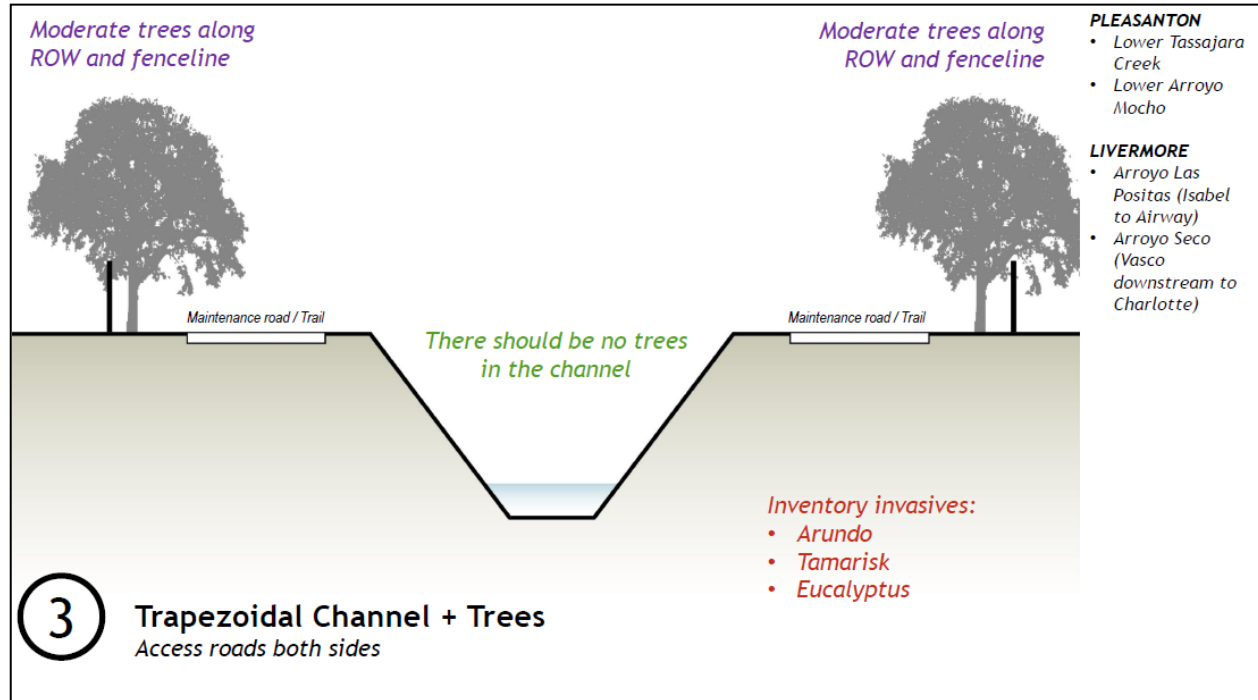 Moderate trees along
ROW and fenceline
Moderate trees along
ROW and fenceline
PLEASANTON
• Lower Tassajara
Creek
• Lower Arroyo
Mocho
LIVERMORE
• Arroyo Las
Positas (Isabel
to Airway)
• Arroyo Seco
(Vasco
downstream to
Charlotte)
Maintenance road / Trail
Maintenance road / Trail
There should be no trees
in the channel
Inventory invasives:
• Arundo
• Tamarisk
• Eucalyptus
3
Trapezoidal Channel + Trees
Access roads both sides